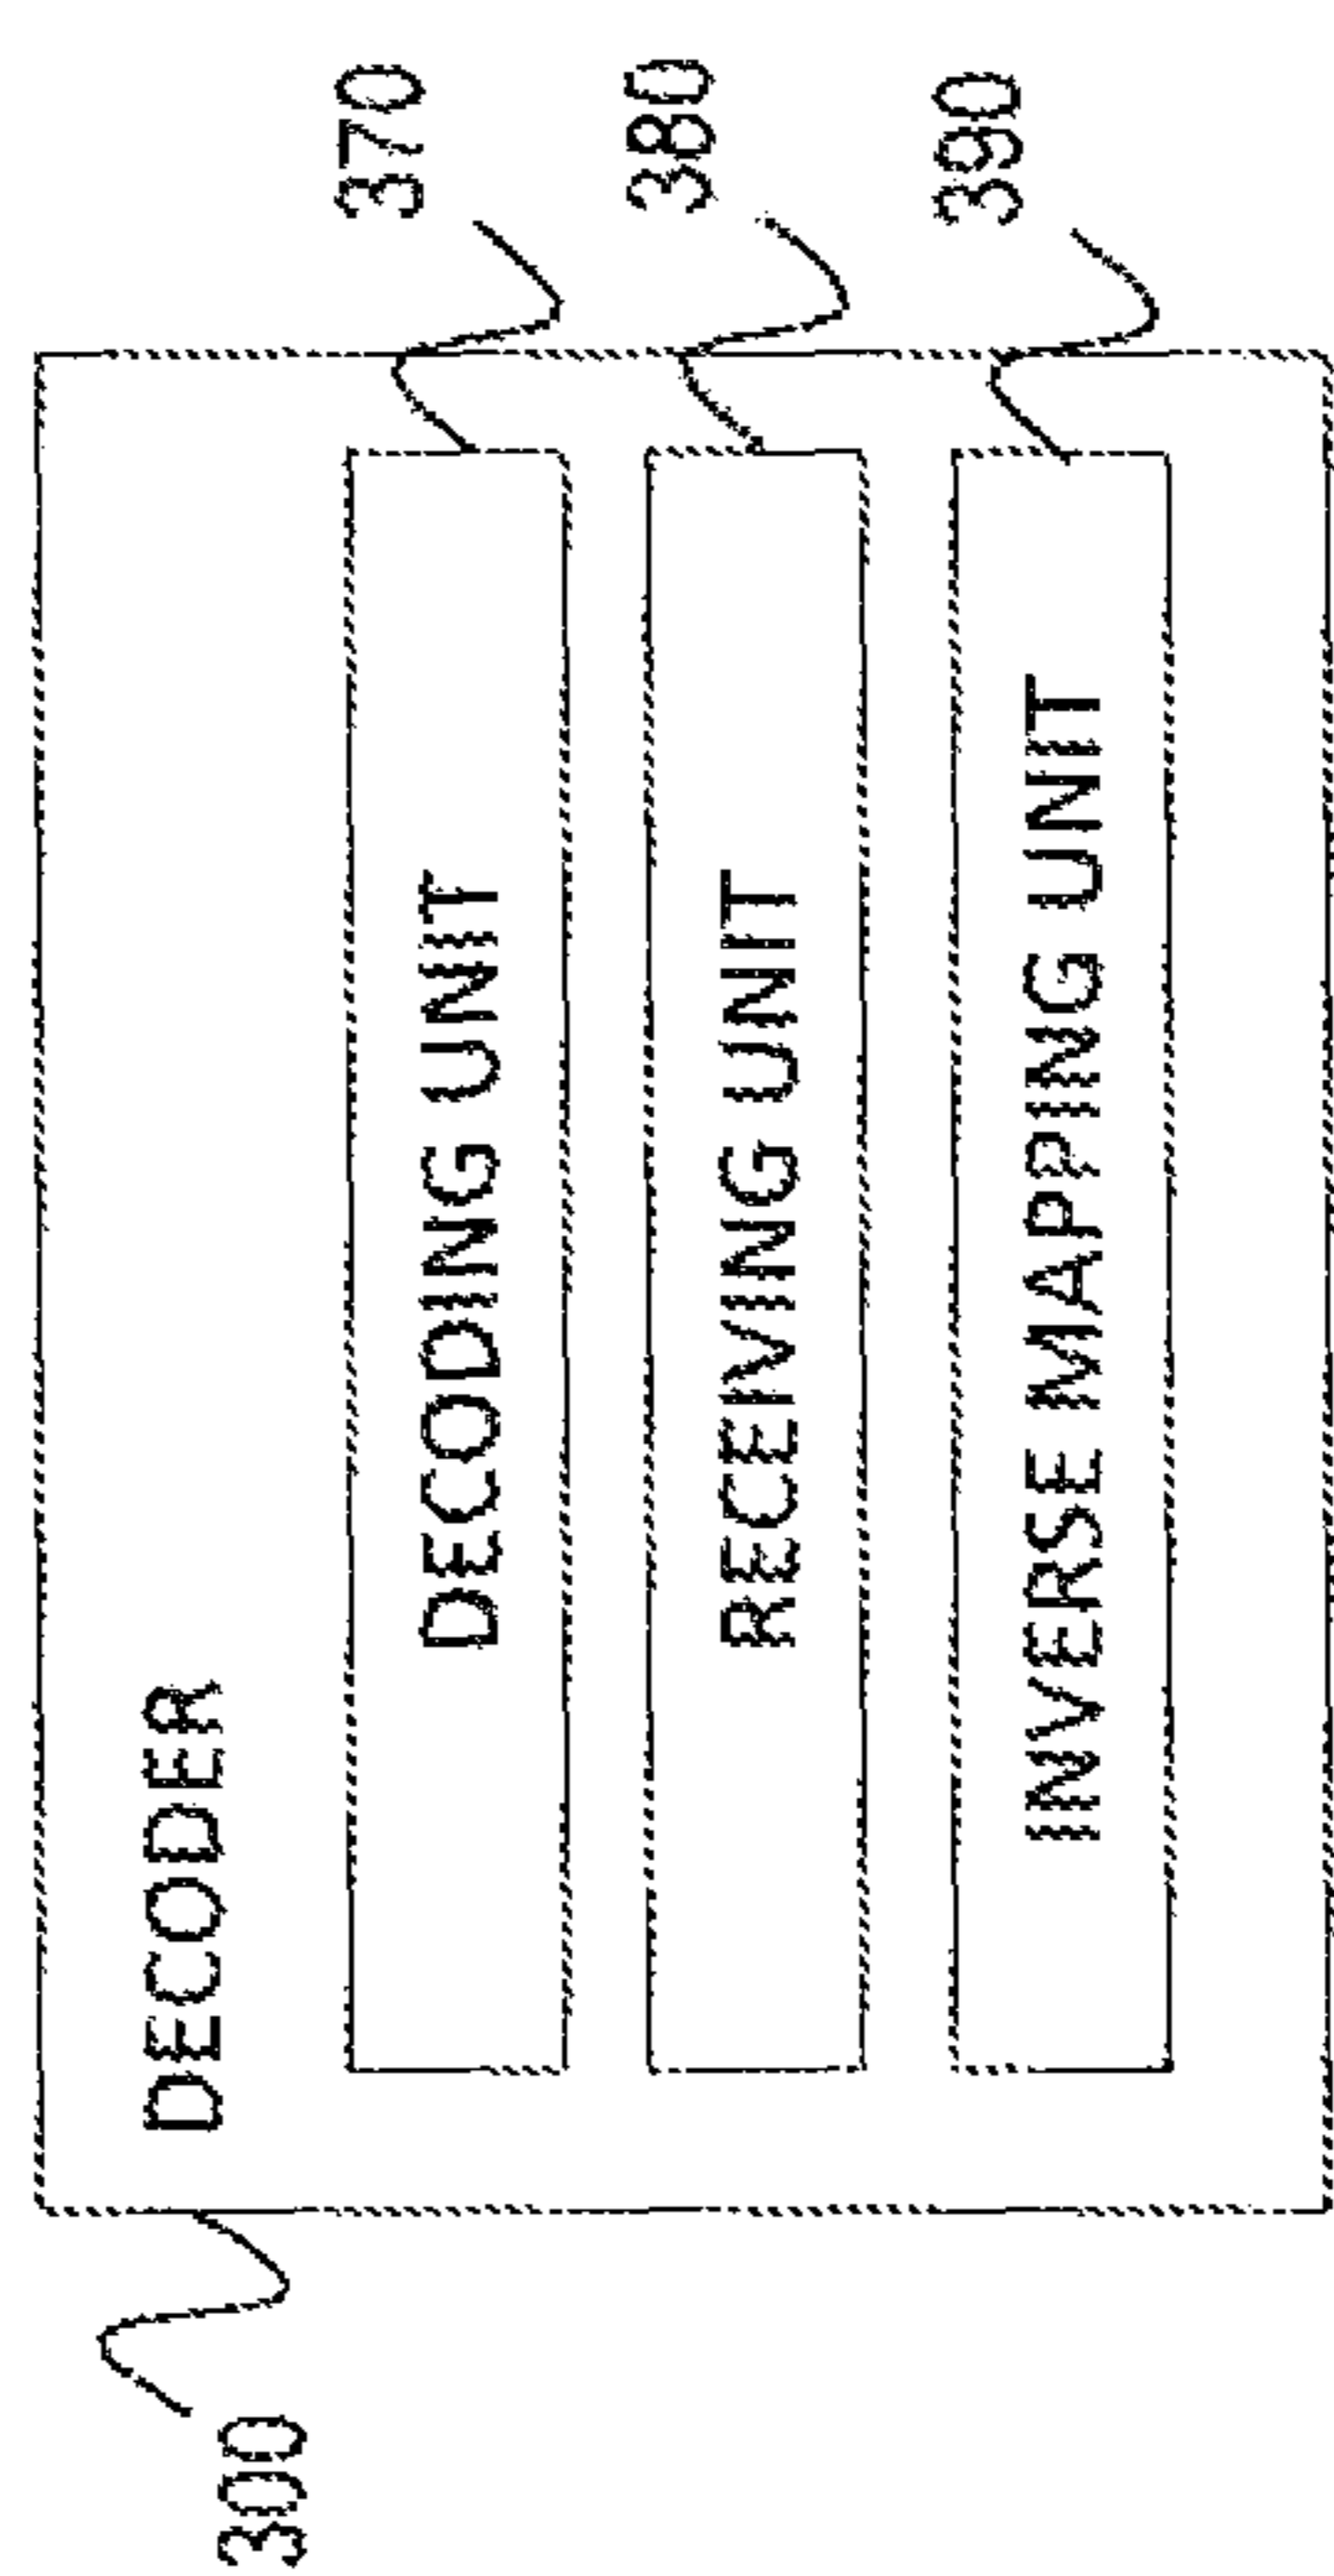 300
DECODER
DECODING UNIT
370
RECEIVING UNIT
380
INVERSE MAPPING UNIT
390